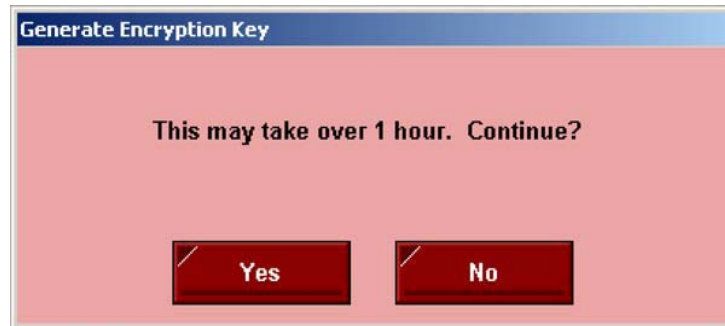 Generate Encryption Key
This may take over 1 hour.  Continue?
Yes
No